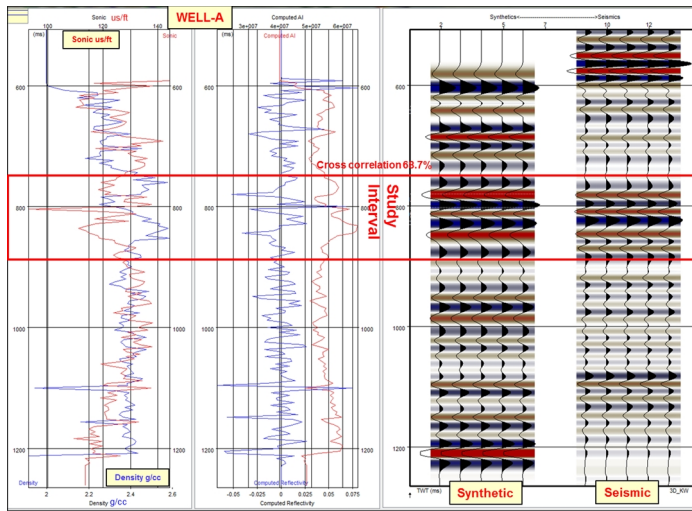 Sonic us/ft
100 120 140
(ms) Sonic us/ft Sonic
WELL-A
Computed AI
3e+007 4e+007 5e+007 6e+007
(ms) Computed AI
Synthetics<------------------------------>Seismics
2 4 5 7 10 12
600 600 600 600
Cross correlation 68.7%
800 800 800
Study
Interval
1000 1000 1000 1000
1200 1200 1200 1200
Density Density g/cc
2 2.2 2.4 2.6
Density g/cc
Computed Reflectivity
-0.05 -0.025 0 0.025 0.05 0.075
Computed Reflectivity
TWT (ms) Synthetic Seismic 3D_KW